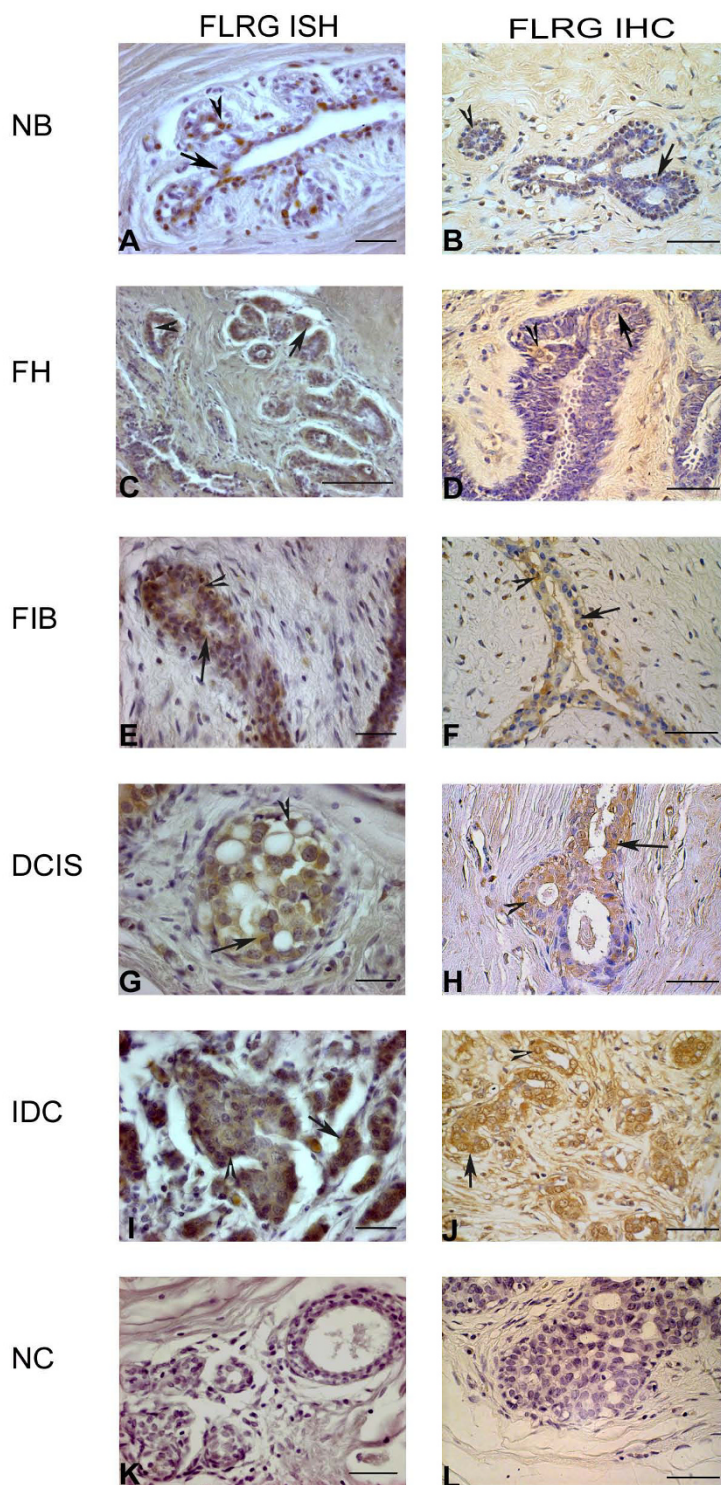 FLRG ISH FLRG IHC
NB
A B
FH
C D
FIB
E F
DCIS
G H
IDC
I J
NC
K L